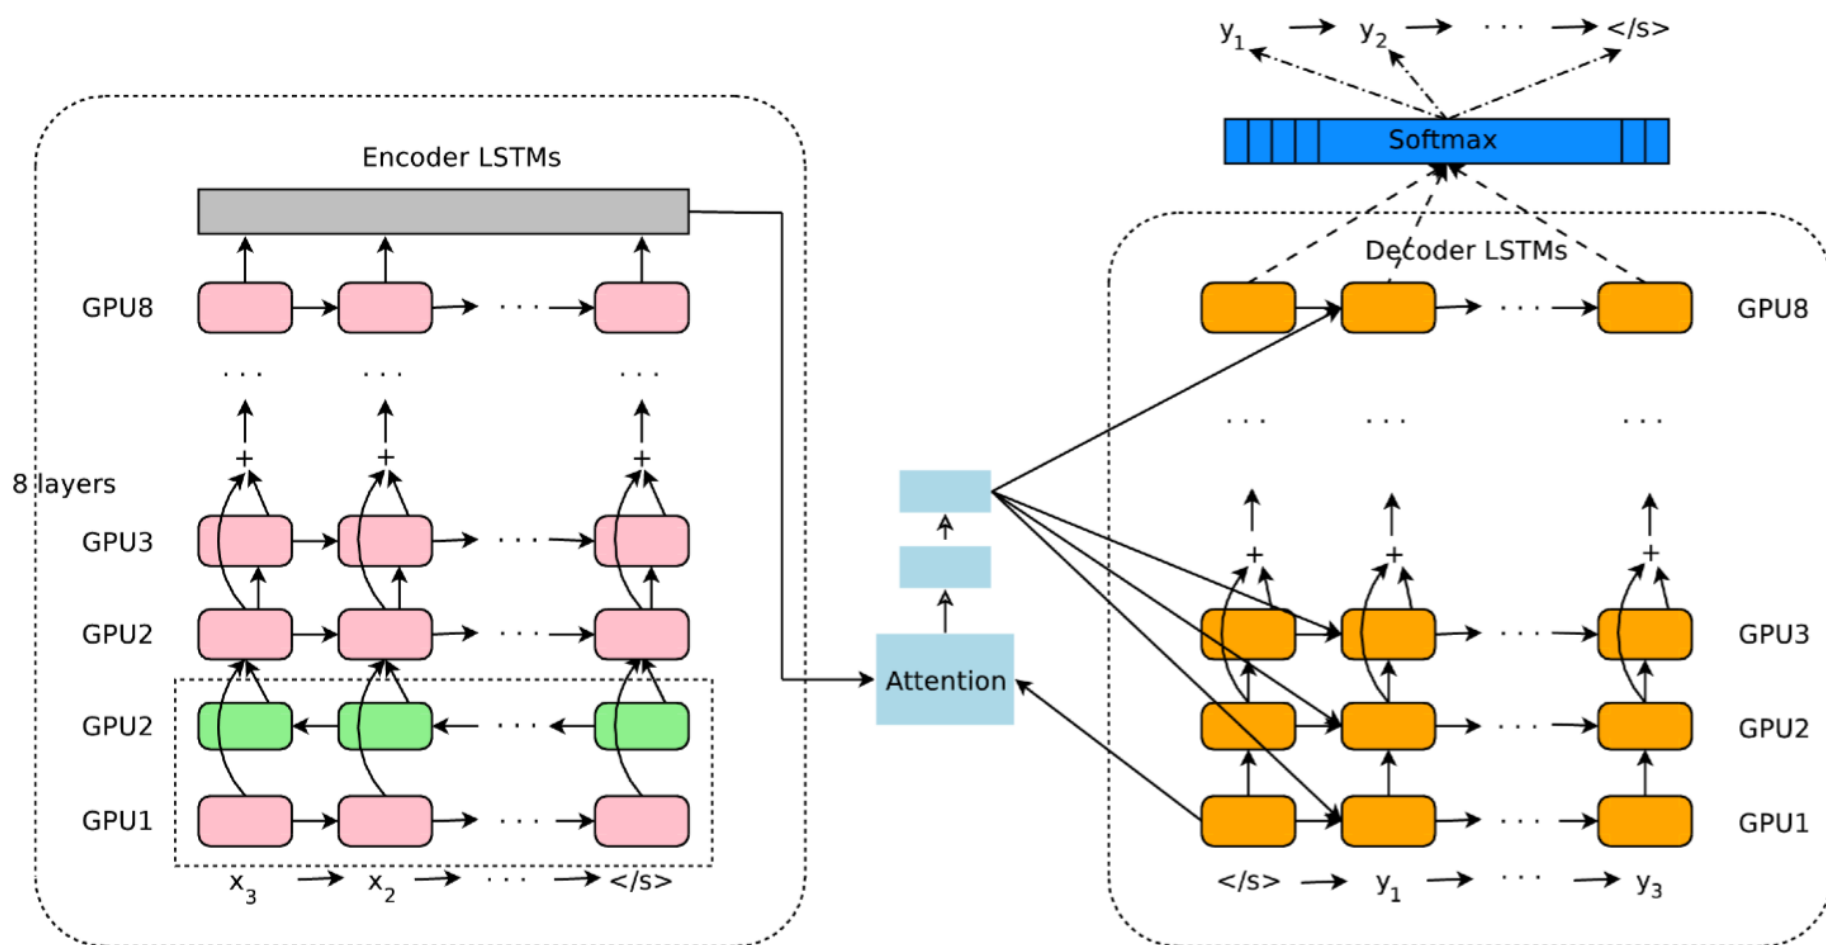 y1 → y2 → ··· → </s>
Softmax
Encoder LSTMs
Decoder LSTMs
GPU8 → → ··· → → → ··· → GPU8
··· ··· ···
··· ··· ···
+ + +
8 layers
+ + +
GPU3 → → ··· →
GPU2 → → ··· → → → ··· → GPU3
Attention
GPU2 ← ← ··· ← → → ··· → GPU2
GPU1 → → ··· → → → ··· → GPU1
x3 → x2 → ··· → </s>
</s> → y1 → ··· → y3